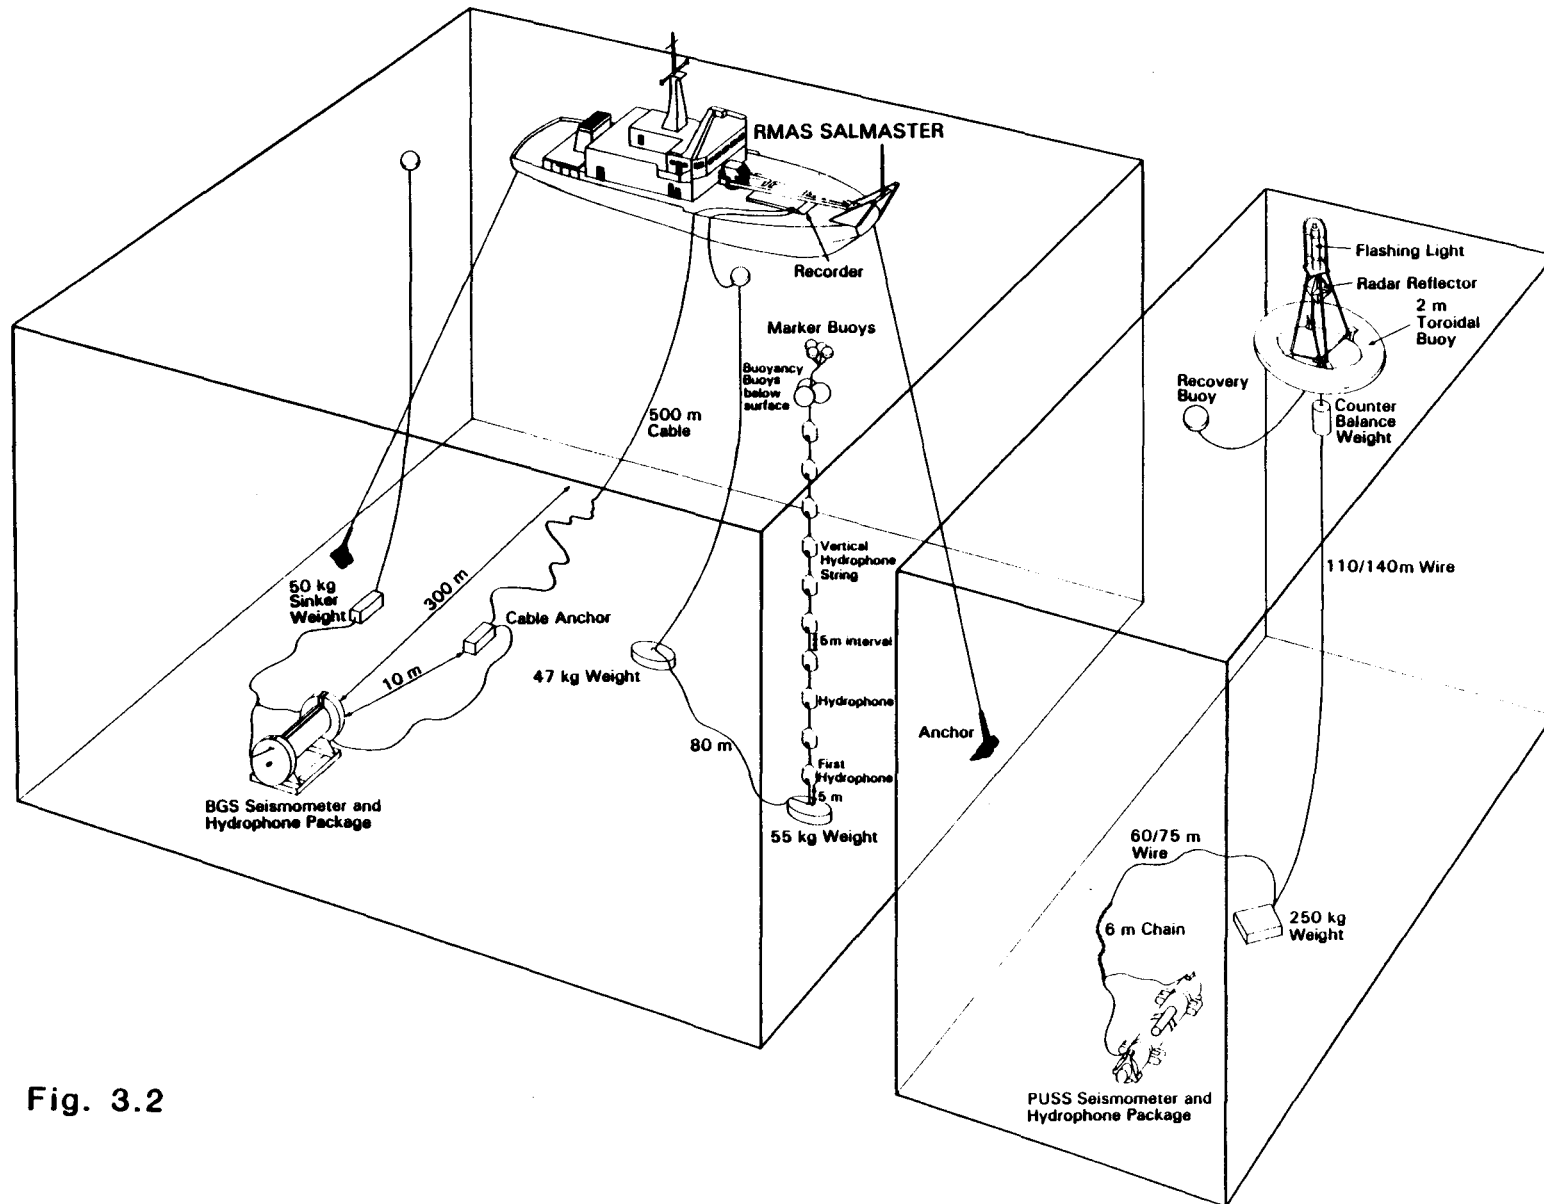 RMAS SALMASTER
Recorder
Marker Buoys
Buoyancy
Buoys
below
surface
500 m
Cable
Vertical
Hydrophone
String
50 kg
Sinker
Weight
300 m
Cable Anchor
5m interval
10 m
47 kg Weight
Hydrophone
80 m
First
Hydrophone
5 m
Anchor
BGS Seismometer and
Hydrophone Package
55 kg Weight
Flashing Light
Radar Reflector
2 m
Toroidal
Buoy
Recovery
Buoy
Counter
Balance
Weight
110/140m Wire
60/75 m
Wire
6 m Chain
250 kg
Weight
PUSS Seismometer and
Hydrophone Package
Fig. 3.2